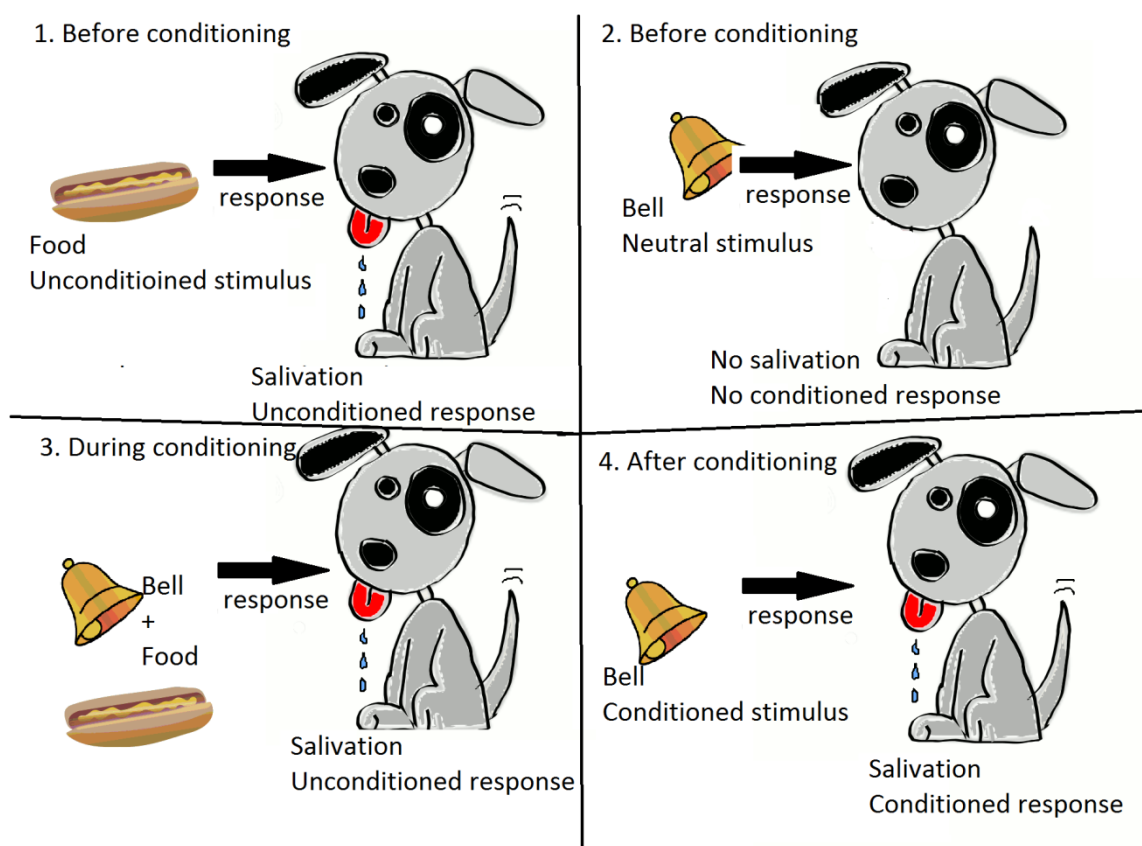 1. Before conditioning
response
Food
Unconditioined stimulus
Salivation
Unconditioned response
2. Before conditioning
response
Bell
Neutral stimulus
No salivation
No conditioned response
3. During conditioning
Bell
+
Food
response
Salivation
Unconditioned response
4. After conditioning
response
Bell
Conditioned stimulus
Salivation
Conditioned response